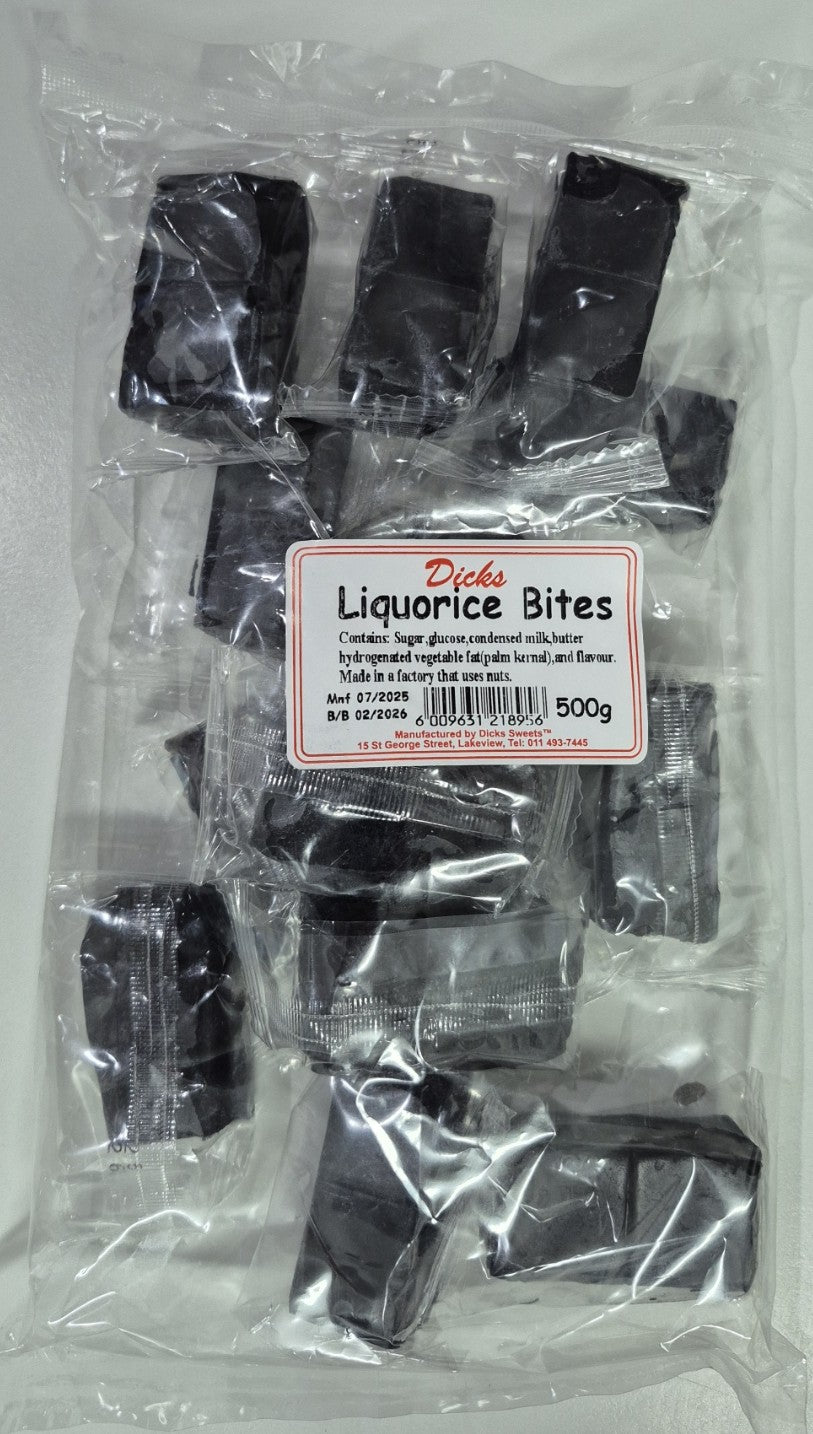 Dicks
Liquorice Bites
Contains: Sugar,glucose,condensed milk,butter
hydrogenated vegetable fat(palm kernal),and flavour.
Made in a factory that uses nuts.
Mnf 07/2025
B/B 02/2026
6 009631 218956
500g
Manufactured by Dicks Sweets™
15 St George Street, Lakeview, Tel: 011 493-7445